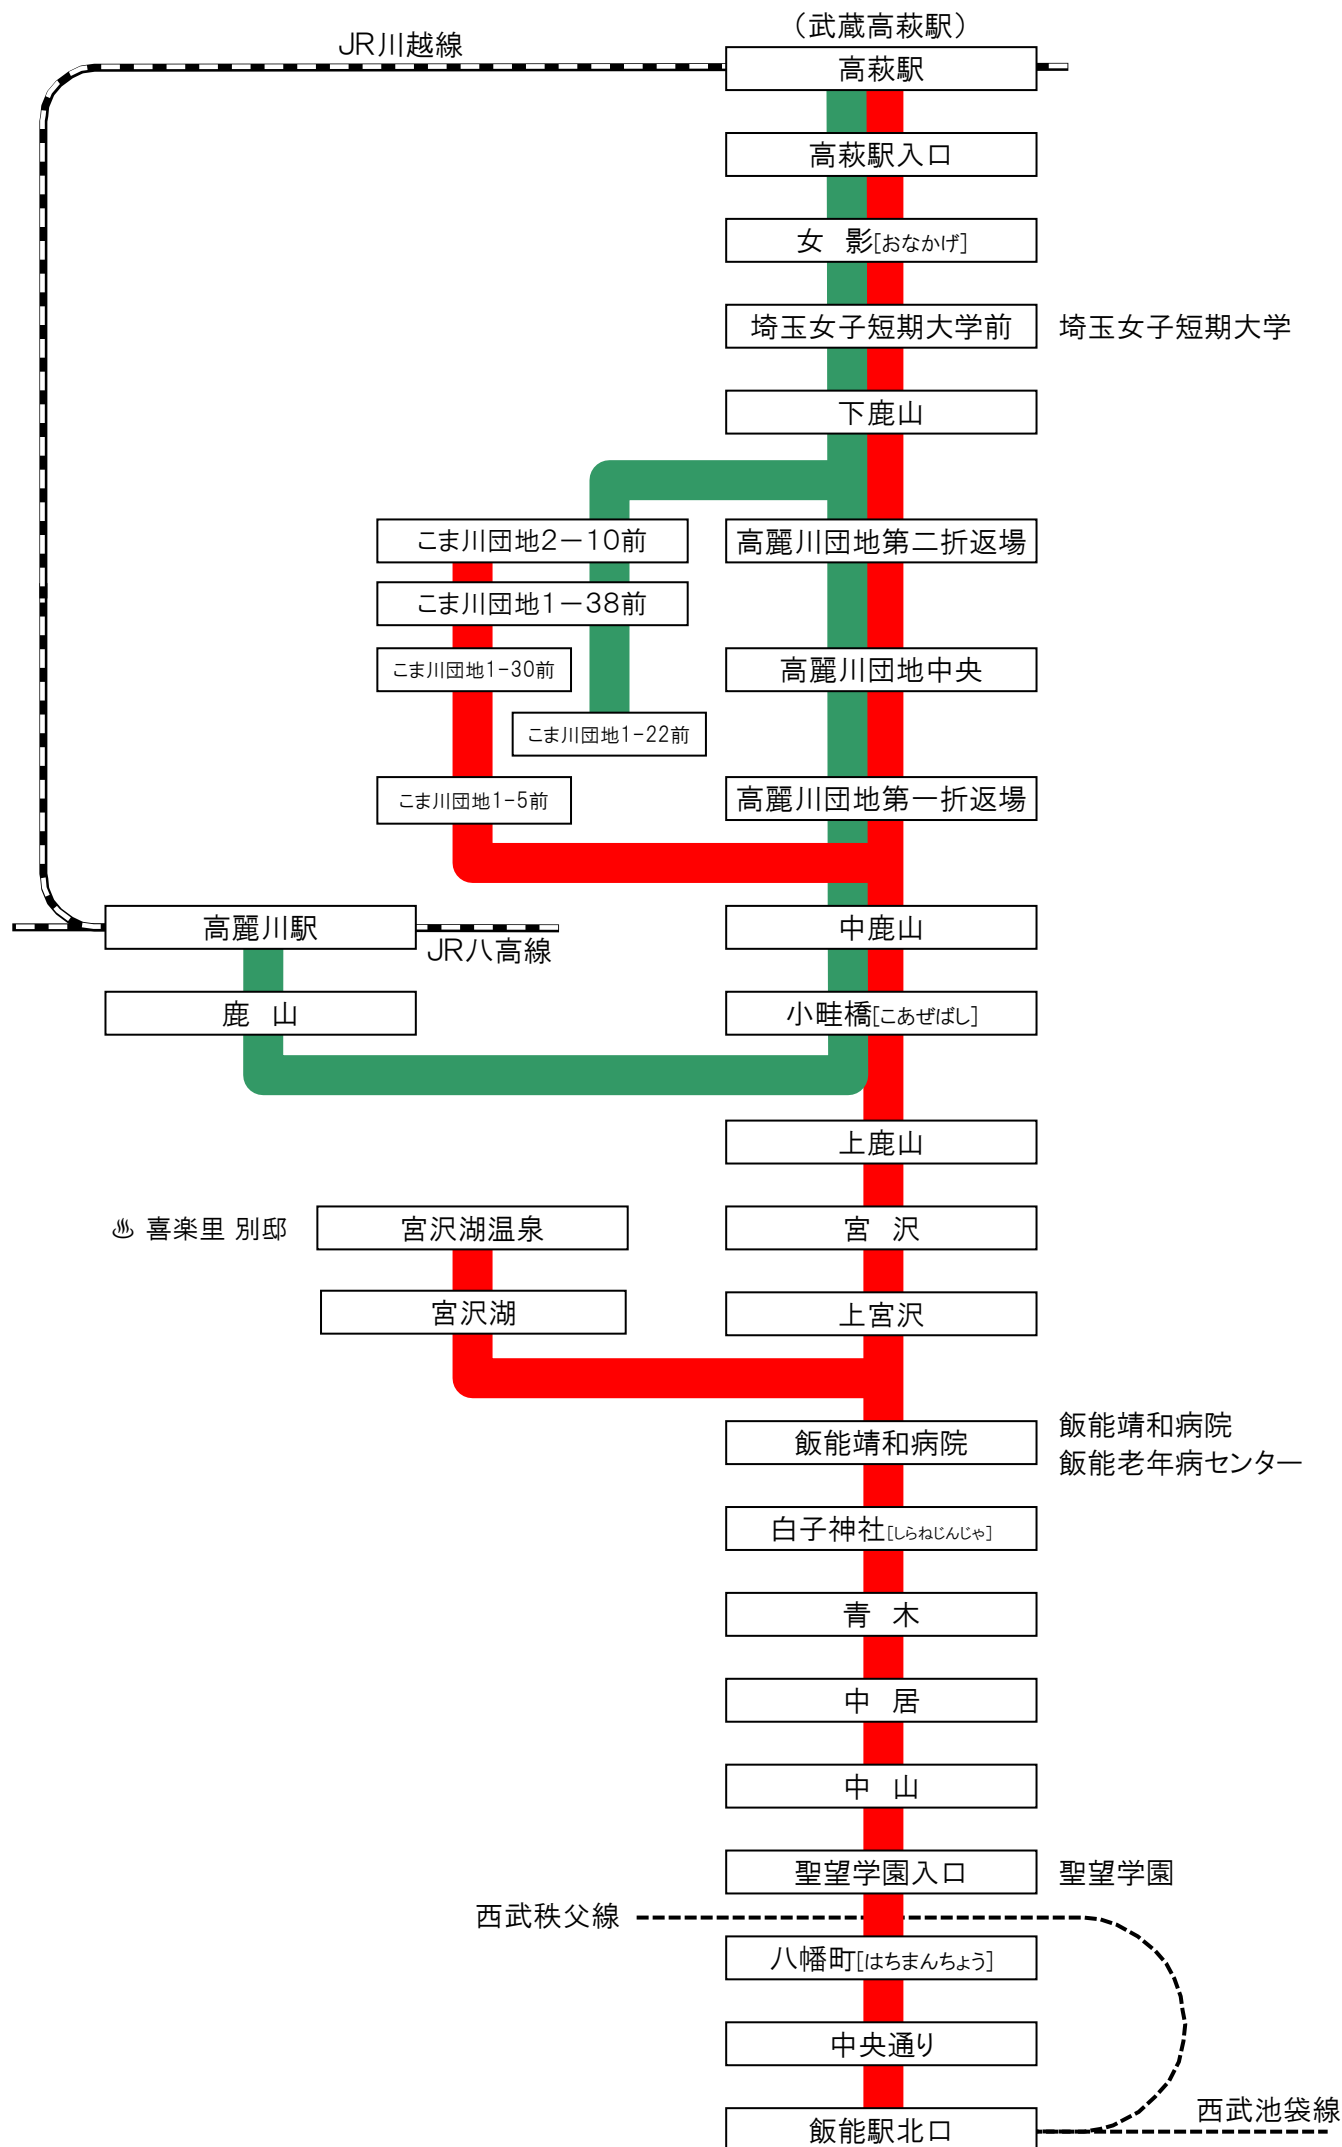 （武蔵高萩駅）
JR川越線
高萩駅
高萩駅入口
女　影[おなかげ]
埼玉女子短期大学前
埼玉女子短期大学
下鹿山
こま川団地2－10前
高麗川団地第二折返場
こま川団地1－38前
こま川団地1-30前
高麗川団地中央
こま川団地1-22前
こま川団地1-5前
高麗川団地第一折返場
高麗川駅
JR八高線
中鹿山
鹿　山
小畦橋[こあぜばし]
上鹿山
♨ 喜楽里 別邸
宮沢湖温泉
宮　沢
宮沢湖
上宮沢
飯能靖和病院
飯能靖和病院
飯能老年病センター
白子神社[しらねじんじゃ]
青　木
中　居
中　山
聖望学園入口
聖望学園
西武秩父線
八幡町[はちまんちょう]
中央通り
西武池袋線
飯能駅北口